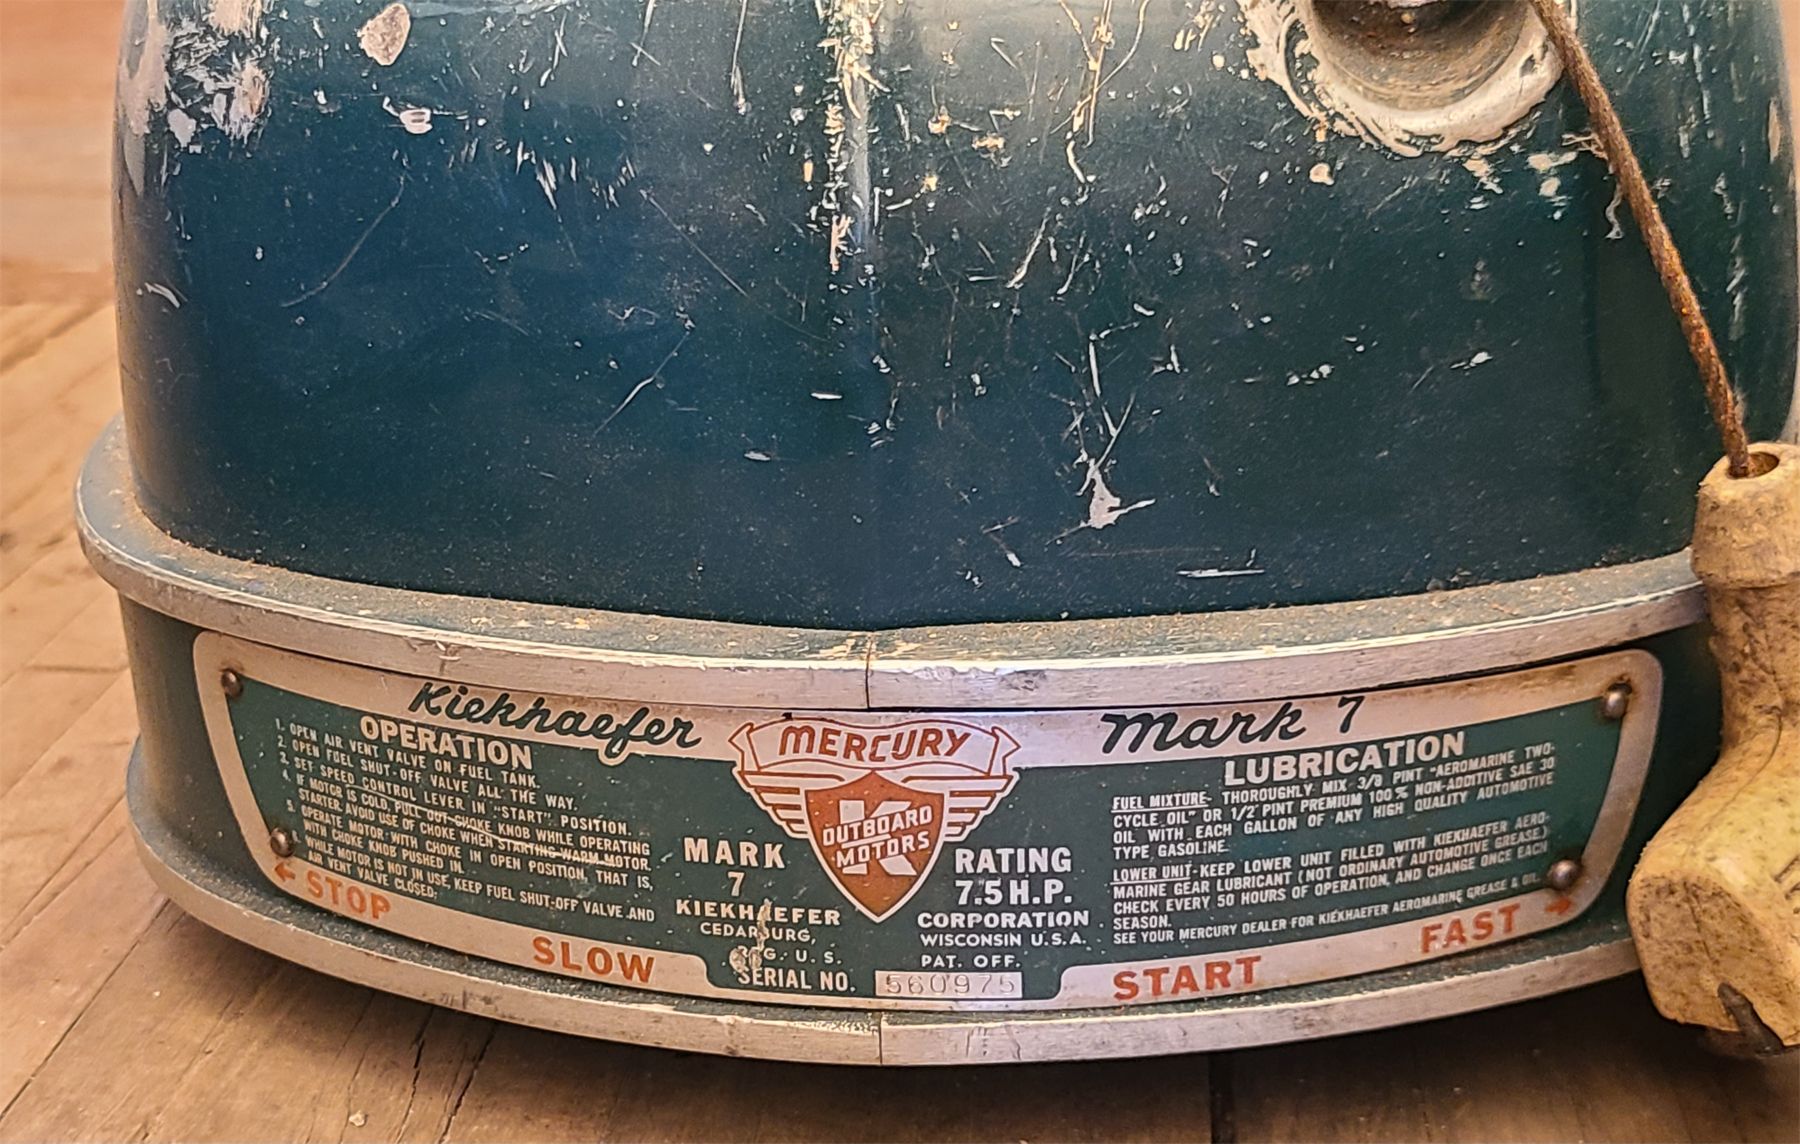 Kiekhaefer
OPERATION
1. OPEN AIR VENT VALVE ON FUEL TANK.
2. OPEN FUEL SHUT-OFF VALVE ALL THE WAY.
3. SET SPEED CONTROL LEVER IN "START" POSITION.
4. IF MOTOR IS COLD, PULL OUT CHOKE KNOB WHILE OPERATING
STARTER. AVOID USE OF CHOKE WHEN STARTING WARM MOTOR.
5. OPERATE MOTOR WITH CHOKE IN OPEN POSITION, THAT IS,
WITH CHOKE KNOB PUSHED IN.
WHILE MOTOR IS NOT IN USE, KEEP FUEL SHUT-OFF VALVE AND
AIR VENT VALVE CLOSED.
← STOP
SLOW
MERCURY
K
OUTBOARD
MOTORS
MARK
7
RATING
7.5 H.P.
KIEKHAEFER CORPORATION
CEDARBURG, WISCONSIN U.S.A.
G. U. S. PAT. OFF.
SERIAL NO. 560975
Mark 7
LUBRICATION
FUEL MIXTURE- THOROUGHLY MIX 3/8 PINT "AEROMARINE TWO-
CYCLE OIL" OR 1/2 PINT PREMIUM 100% NON-ADDITIVE SAE 30
OIL WITH EACH GALLON OF ANY HIGH QUALITY AUTOMOTIVE
TYPE GASOLINE.
LOWER UNIT-KEEP LOWER UNIT FILLED WITH KIEKHAEFER AERO-
MARINE GEAR LUBRICANT (NOT ORDINARY AUTOMOTIVE GREASE.)
CHECK EVERY 50 HOURS OF OPERATION, AND CHANGE ONCE EACH
SEASON.
SEE YOUR MERCURY DEALER FOR KIEKHAEFER AEROMARINE GREASE & OIL.
START
FAST →